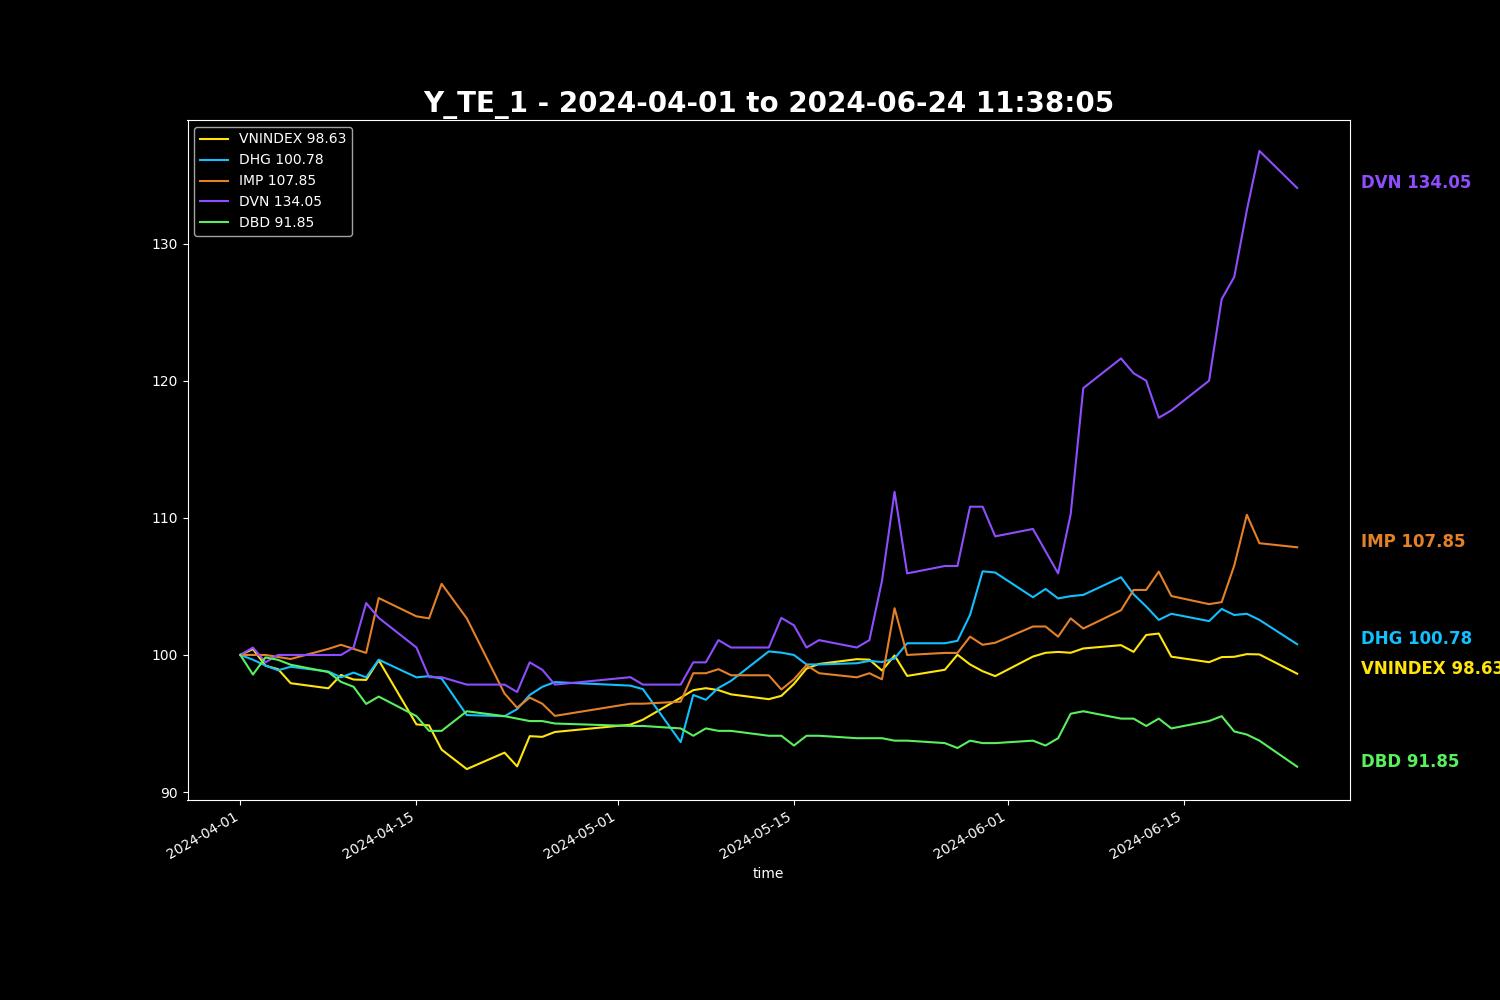 Y_TE_1 - 2024-04-01 to 2024-06-24 11:38:05
VNINDEX 98.63
DHG 100.78
IMP 107.85
DVN 134.05
DBD 91.85
130
120
110
100
90
DVN 134.05
IMP 107.85
DHG 100.78
VNINDEX 98.63
DBD 91.85
2024-04-01
2024-04-15
2024-05-01
2024-05-15
2024-06-01
2024-06-15
time